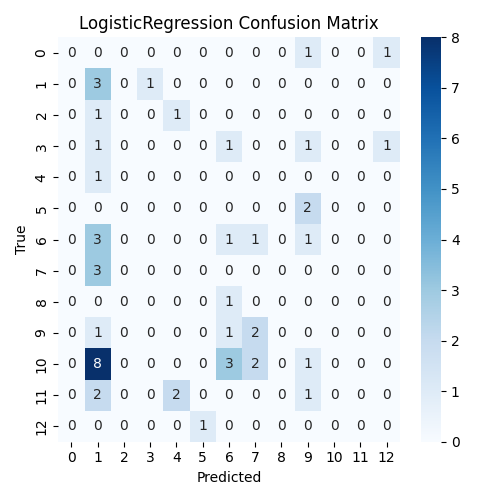 LogisticRegression Confusion Matrix
0 0 0 0 0 0 0 0 0 0 1 0 0 1
1 0 3 0 1 0 0 0 0 0 0 0 0 0
2 0 1 0 0 1 0 0 0 0 0 0 0 0
3 0 1 0 0 0 0 1 0 0 1 0 0 1
4 0 1 0 0 0 0 0 0 0 0 0 0 0
5 0 0 0 0 0 0 0 0 0 2 0 0 0
6 0 3 0 0 0 0 1 1 0 1 0 0 0
7 0 3 0 0 0 0 0 0 0 0 0 0 0
8 0 0 0 0 0 0 1 0 0 0 0 0 0
9 0 1 0 0 0 0 1 2 0 0 0 0 0
10 0 8 0 0 0 0 3 2 0 1 0 0 0
11 0 2 0 0 2 0 0 0 0 1 0 0 0
12 0 0 0 0 0 1 0 0 0 0 0 0 0
0 1 2 3 4 5 6 7 8 9 10 11 12
Predicted
True
8
7
6
5
4
3
2
1
0